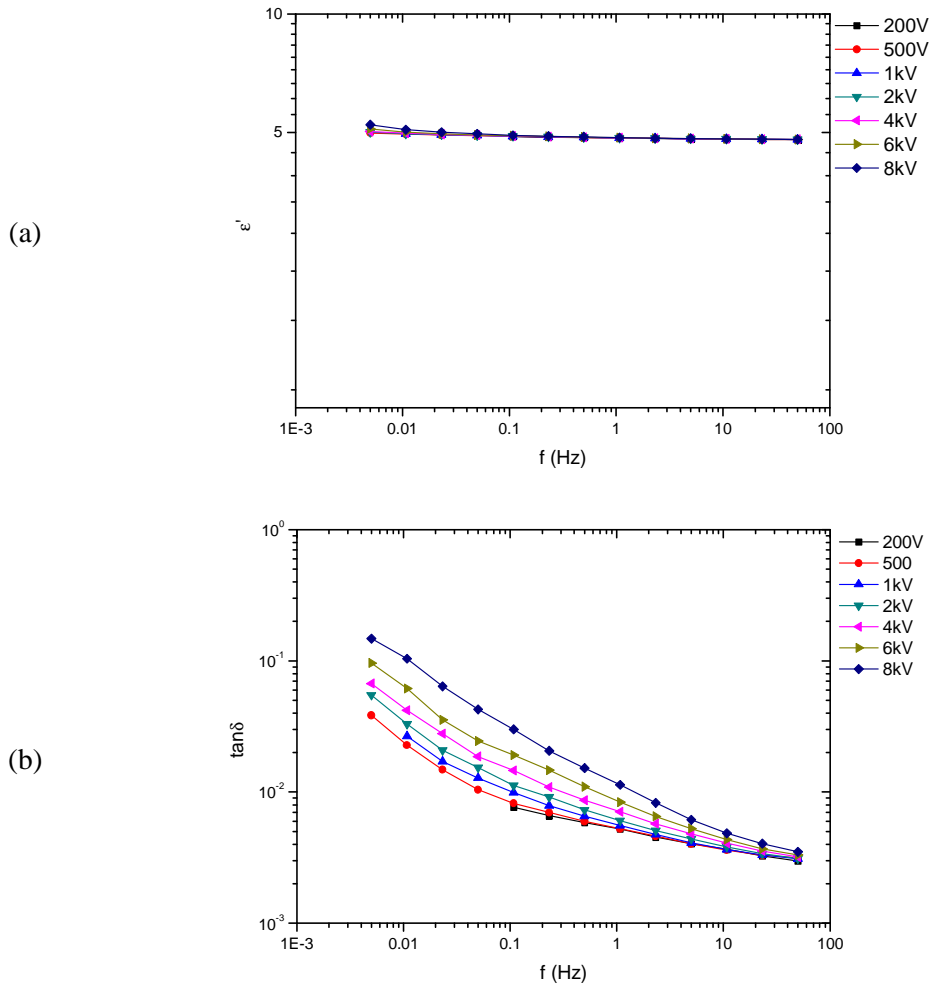 (a)
10
5
ε'
1E-3
0.01
0.1
1
10
100
f (Hz)
200V
500V
1kV
2kV
4kV
6kV
8kV
(b)
10⁰
10⁻¹
10⁻²
10⁻³
tanδ
1E-3
0.01
0.1
1
10
100
f (Hz)
200V
500
1kV
2kV
4kV
6kV
8kV